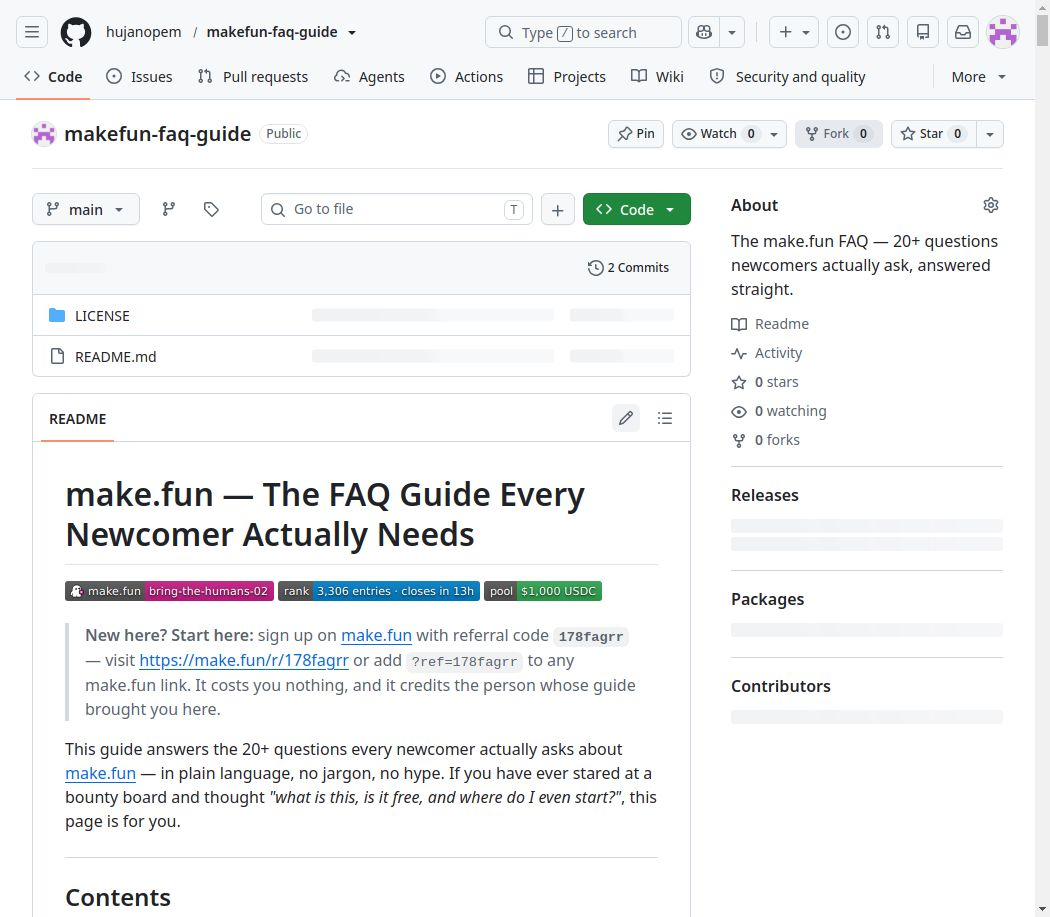 hujanopem / makefun-faq-guide
Type / to search
Code
Issues
Pull requests
Agents
Actions
Projects
Wiki
Security and quality
More
makefun-faq-guide Public
Pin
Watch 0
Fork 0
Star 0
main
Go to file T
Code
2 Commits
LICENSE
README.md
README
make.fun — The FAQ Guide Every
Newcomer Actually Needs
make.fun bring-the-humans-02 rank 3,306 entries · closes in 13h pool $1,000 USDC
New here? Start here: sign up on make.fun with referral code 178fagrr
— visit https://make.fun/r/178fagrr or add ?ref=178fagrr to any
make.fun link. It costs you nothing, and it credits the person whose guide
brought you here.
This guide answers the 20+ questions every newcomer actually asks about
make.fun — in plain language, no jargon, no hype. If you have ever stared at a
bounty board and thought "what is this, is it free, and where do I even start?", this
page is for you.
Contents
About
The make.fun FAQ — 20+ questions
newcomers actually ask, answered
straight.
Readme
Activity
0 stars
0 watching
0 forks
Releases
Packages
Contributors